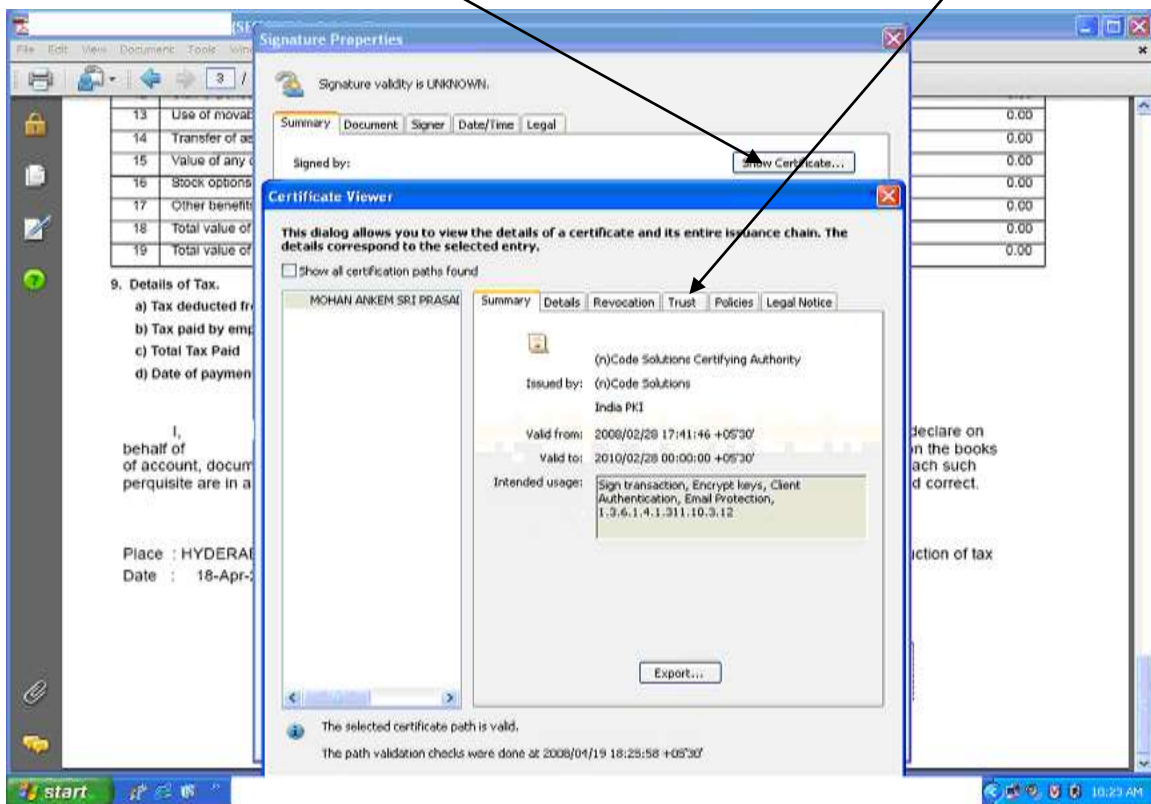 (SE
File Edit View Document Tools Win
3 /
13 Use of movab 0.00
14 Transfer of as 0.00
15 Value of any 0.00
16 Stock options 0.00
17 Other benefits 0.00
18 Total value of 0.00
19 Total value of 0.00
9. Details of Tax.
a) Tax deducted fr
b) Tax paid by emp
c) Total Tax Paid
d) Date of paymen
I, declare on
behalf of n the books
of account, docum ach such
perquisite are in a d correct.
Place : HYDERA uction of tax
Date : 18-Apr-
Signature Properties
Signature validity is UNKNOWN.
Summary Document Signer Date/Time Legal
Signed by: Show Certificate...
Certificate Viewer
This dialog allows you to view the details of a certificate and its entire issuance chain. The
details correspond to the selected entry.
Show all certification paths found
MOHAN ANKEM SRI PRASAD
Summary Details Revocation Trust Policies Legal Notice
(n)Code Solutions Certifying Authority
Issued by: (n)Code Solutions
India PKI
Valid from: 2008/02/28 17:41:46 +05'30'
Valid to: 2010/02/28 00:00:00 +05'30'
Intended usage: Sign transaction, Encrypt keys, Client
Authentication, Email Protection,
1.3.6.1.4.1.311.10.3.12
Export...
The selected certificate path is valid.
The path validation checks were done at 2008/04/19 18:25:58 +05'30'
start 10:23 AM